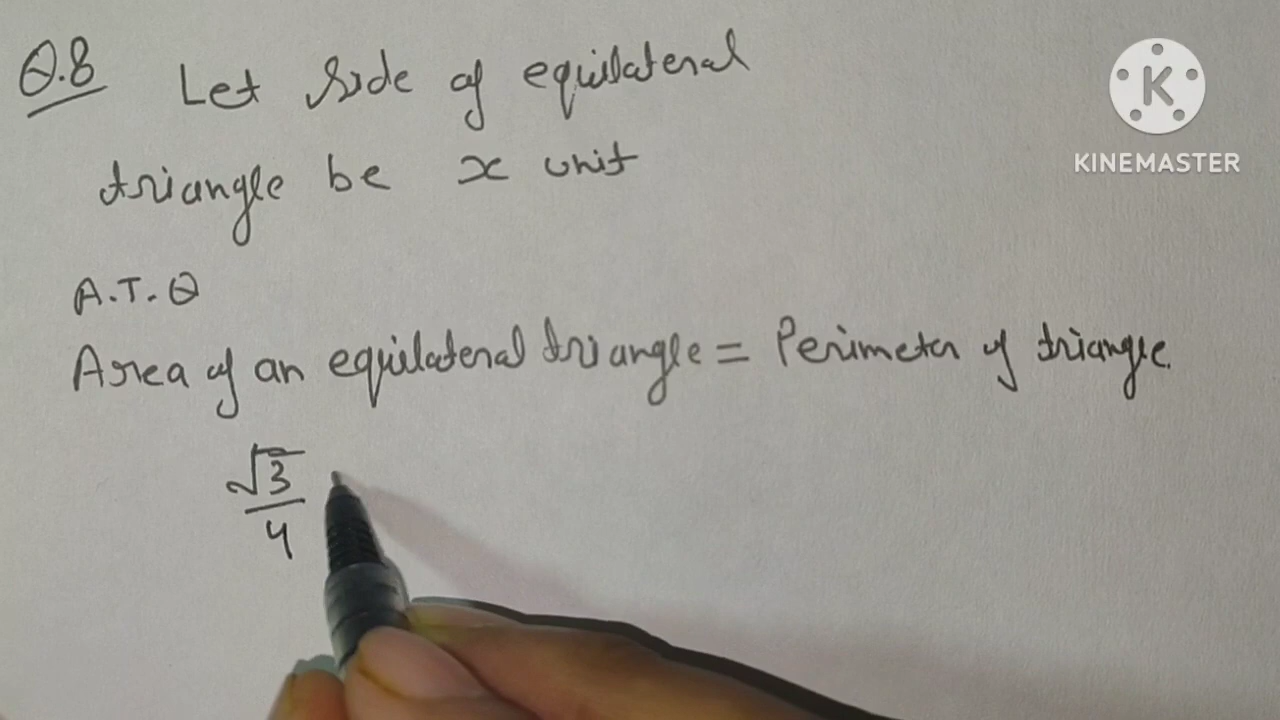 Q.8 Let side of equilateral
triangle be x unit
A.T.Q
Area of an equilateral triangle = Perimeter of triangle.
√3/4
K
KINEMASTER